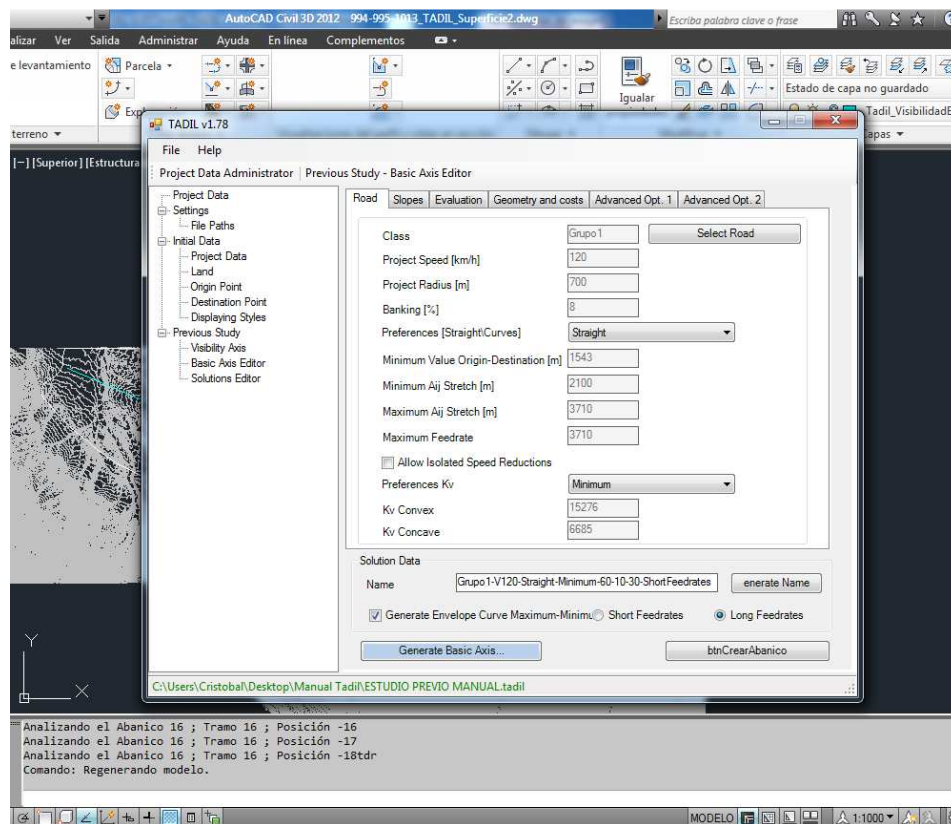 AutoCAD Civil 3D 2012 994-995-1013_TADIL_Superficie2.dwg
Escriba palabra clave o frase
alizar Ver Salida Administrar Ayuda En línea Complementos
e levantamiento
Parcela
Igualar
Estado de capa no guardado
terreno
TADIL v1.78
[-] [Superior] [Estructura
File Help
Project Data Administrator Previous Study - Basic Axis Editor
Project Data
Settings
File Paths
Initial Data
Project Data
Land
Origin Point
Destination Point
Displaying Styles
Previous Study
Visibility Axis
Basic Axis Editor
Solutions Editor
Road Slopes Evaluation Geometry and costs Advanced Opt. 1 Advanced Opt. 2
Class Grupo1 Select Road
Project Speed [km/h] 120
Project Radius [m] 700
Banking [%] 8
Preferences [Straight\Curves] Straight
Minimum Value Origin-Destination [m] 1543
Minimum Aij Stretch [m] 2100
Maximum Aij Stretch [m] 3710
Maximum Feedrate 3710
Allow Isolated Speed Reductions
Preferences Kv Minimum
Kv Convex 15276
Kv Concave 6685
Solution Data
Name Grupo1-V120-Straight-Minimum-60-10-30-ShortFeedrates enerate Name
Generate Envelope Curve Maximum-Minimu Short Feedrates Long Feedrates
Generate Basic Axis... btnCrearAbanico
C:\Users\Cristobal\Desktop\Manual Tadil\ESTUDIO PREVIO MANUAL.tadil
Y
X
Analizando el Abanico 16 ; Tramo 16 ; Posición -16
Analizando el Abanico 16 ; Tramo 16 ; Posición -17
Analizando el Abanico 16 ; Tramo 16 ; Posición -18tdr
Comando: Regenerando modelo.
MODELO 1:1000